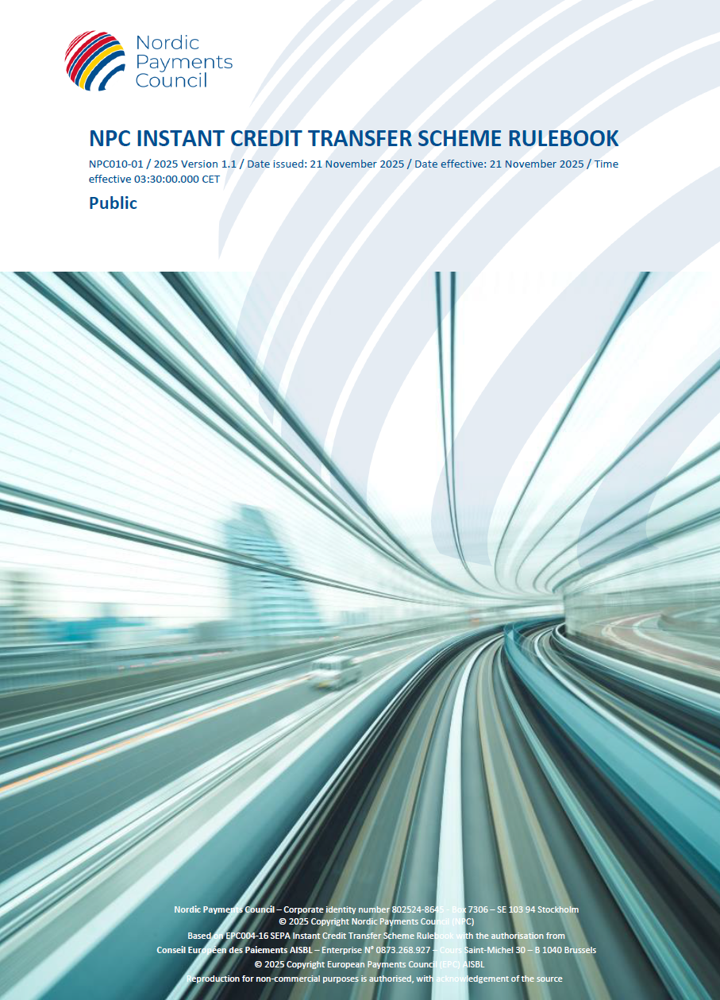 Nordic
Payments
Council
NPC INSTANT CREDIT TRANSFER SCHEME RULEBOOK
NPC010-01 / 2025 Version 1.1 / Date issued: 21 November 2025 / Date effective: 21 November 2025 / Time
effective 03:30:00.000 CET
Public
Nordic Payments Council – Corporate identity number 802524-8645 - Box 7306 – SE 103 94 Stockholm
© 2025 Copyright Nordic Payments Council (NPC)
Based on EPC004-16 SEPA Instant Credit Transfer Scheme Rulebook with the authorisation from
Conseil Européen des Paiements AISBL – Enterprise N° 0873.268.927 – Cours Saint-Michel 30 – B 1040 Brussels
© 2025 Copyright European Payments Council (EPC) AISBL
Reproduction for non-commercial purposes is authorised, with acknowledgement of the source